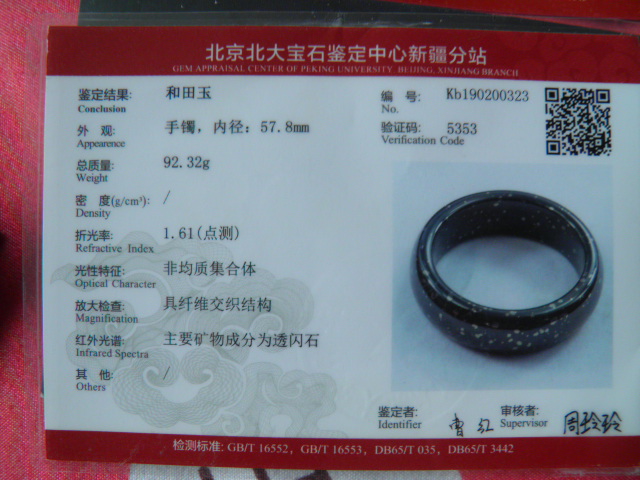 北京北大宝石鉴定中心新疆分站
GEM APPRAISAL CENTER OF PEKING UNIVERSITY BEIJING, XINJIANG BRANCH
鉴定结果: 和田玉
Conclusion
外 观: 手镯, 内径: 57.8mm
Appearence
总质量: 92.32g
Weight
密 度(g/cm³): /
Density
折光率: 1.61(点测)
Refractive Index
光性特征: 非均质集合体
Optical Character
放大检查: 具纤维交织结构
Magnification
红外光谱: 主要矿物成分为透闪石
Infrared Spectra
其 他: /
Others
编 号: Kb190200323
No.
验证码: 5353
Verification Code
鉴定者: 曹红
Identifier
审核者: 周玲玲
Supervisor
检测标准: GB/T 16552, GB/T 16553, DB65/T 035, DB65/T 3442